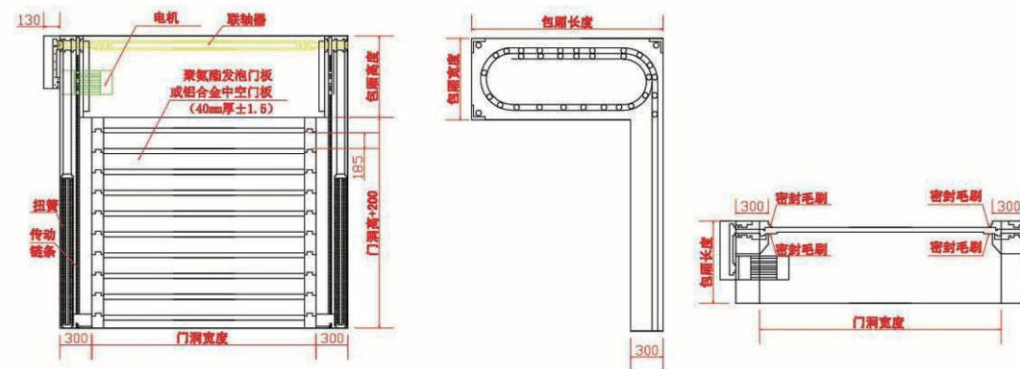 130
电机
联轴器
聚氨酯发泡门板
或铝合金中空门板
（40mm厚±1.5）
包厢高度
185
门洞高+200
扭簧
传动
链条
300
门洞宽度
300
包厢长度
包厢宽度
300
300
密封毛刷
密封毛刷
300
密封毛刷
密封毛刷
包厢长度
门洞宽度